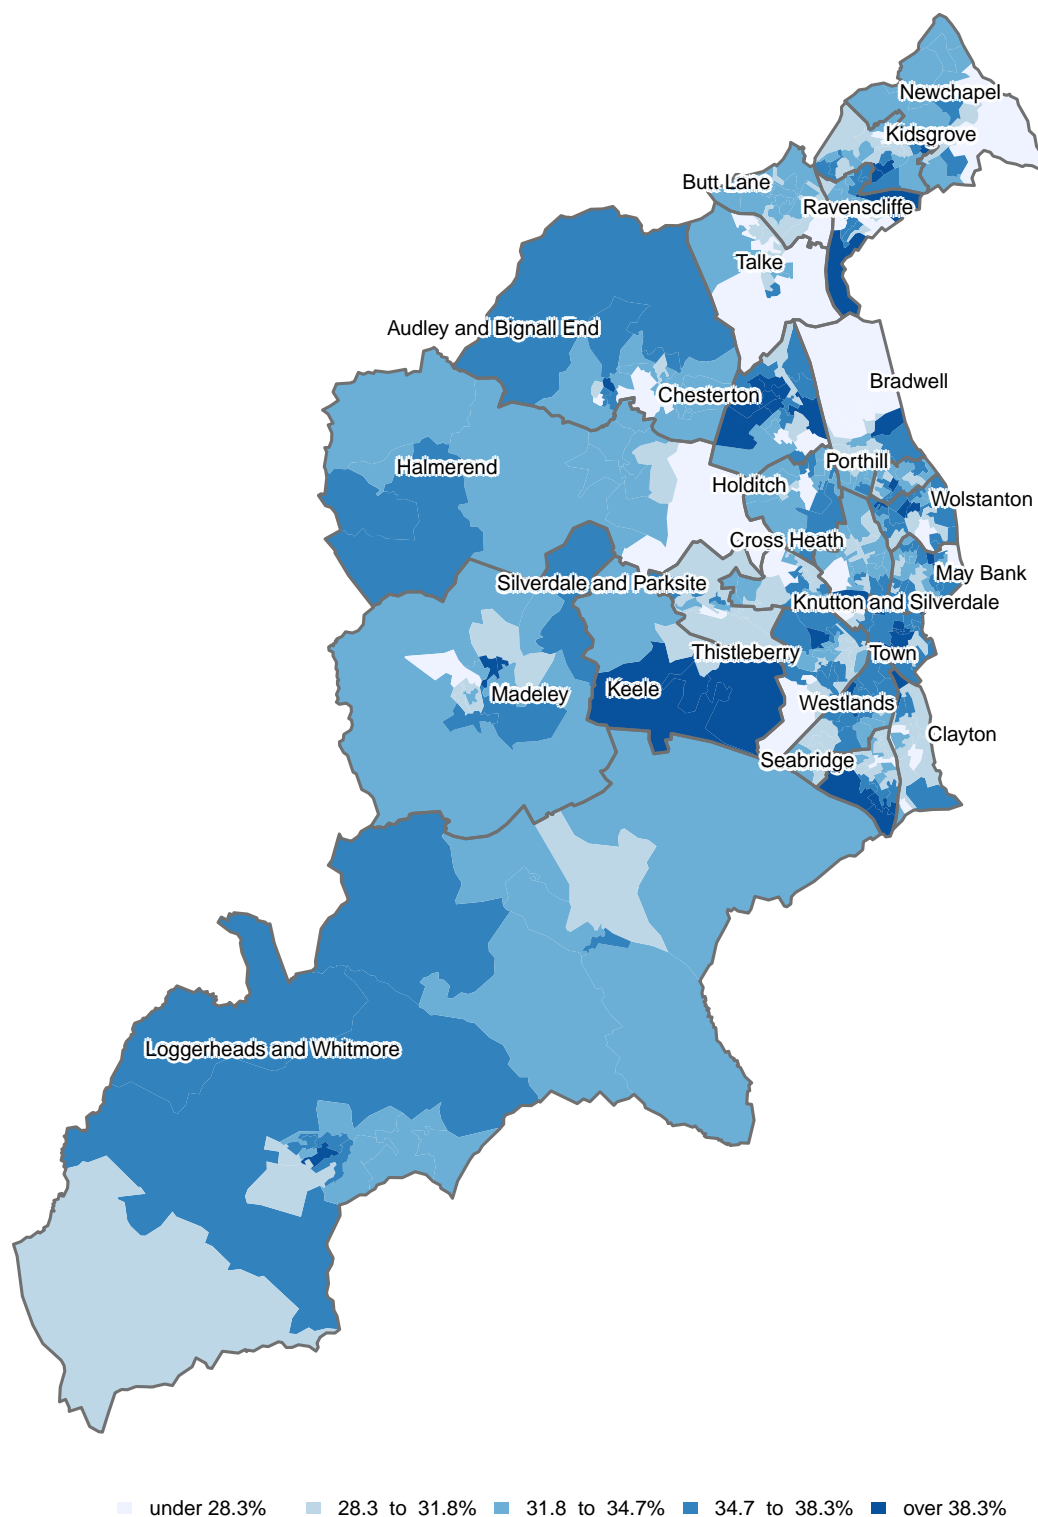 Newchapel
Kidsgrove
Butt Lane
Ravenscliffe
Talke
Audley and Bignall End
Bradwell
Chesterton
Porthill
Halmerend
Holditch
Wolstanton
Cross Heath
May Bank
Silverdale and Parksite
Knutton and Silverdale
Thistleberry
Town
Keele
Madeley
Westlands
Clayton
Seabridge
Loggerheads and Whitmore
under 28.3% 28.3 to 31.8% 31.8 to 34.7% 34.7 to 38.3% over 38.3%